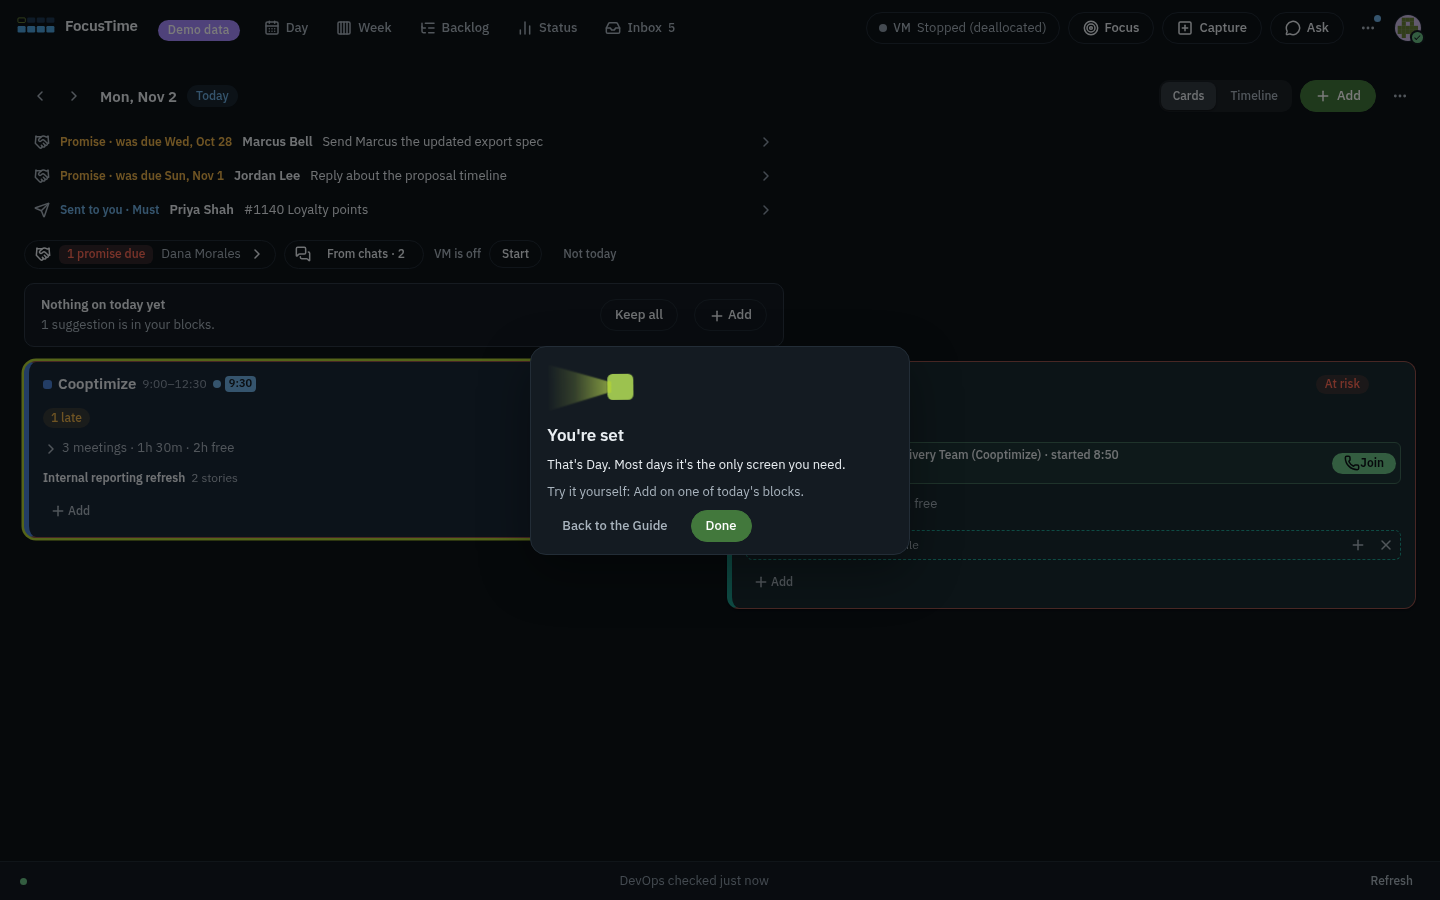 FocusTime
Demo data
Day
Week
Backlog
Status
Inbox 5
VM Stopped (deallocated)
Focus
Capture
Ask
Mon, Nov 2
Today
Cards
Timeline
Add
Promise · was due Wed, Oct 28 Marcus Bell Send Marcus the updated export spec
Promise · was due Sun, Nov 1 Jordan Lee Reply about the proposal timeline
Sent to you · Must Priya Shah #1140 Loyalty points
1 promise due Dana Morales
From chats · 2
VM is off
Start
Not today
Nothing on today yet
1 suggestion is in your blocks.
Keep all
Add
Cooptimize 9:00–12:30 9:30
1 late
3 meetings · 1h 30m · 2h free
Internal reporting refresh 2 stories
Add
You're set
That's Day. Most days it's the only screen you need.
Try it yourself: Add on one of today's blocks.
Back to the Guide
Done
At risk
ivery Team (Cooptimize) · started 8:50
Join
free
Add
DevOps checked just now
Refresh